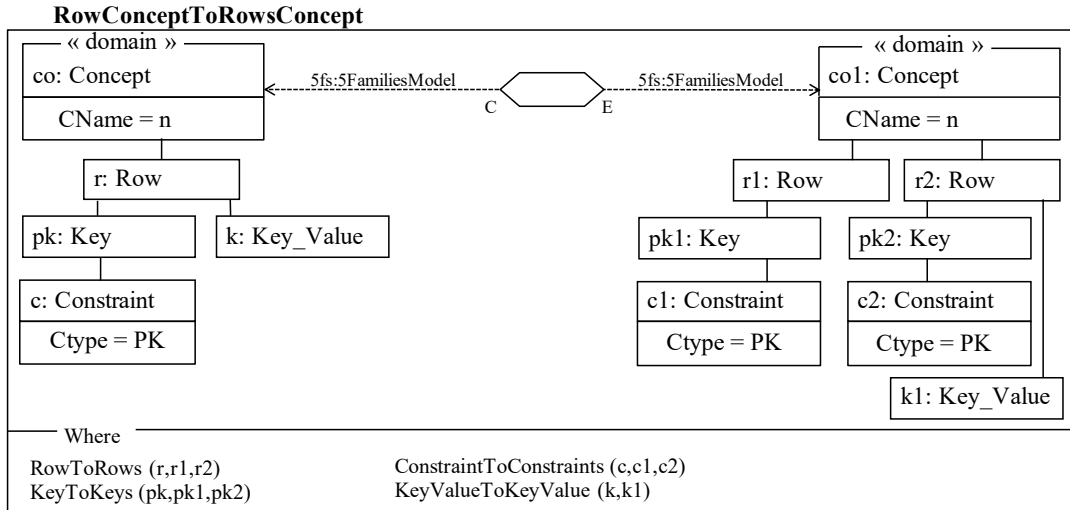 RowConceptToRowsConcept
« domain »
co: Concept
CName = n
r: Row
pk: Key
k: Key_Value
c: Constraint
Ctype = PK
5fs:5FamiliesModel
C
E
5fs:5FamiliesModel
« domain »
co1: Concept
CName = n
r1: Row
r2: Row
pk1: Key
pk2: Key
c1: Constraint
Ctype = PK
c2: Constraint
Ctype = PK
k1: Key_Value
Where
RowToRows (r,r1,r2)
KeyToKeys (pk,pk1,pk2)
ConstraintToConstraints (c,c1,c2)
KeyValueToKeyValue (k,k1)